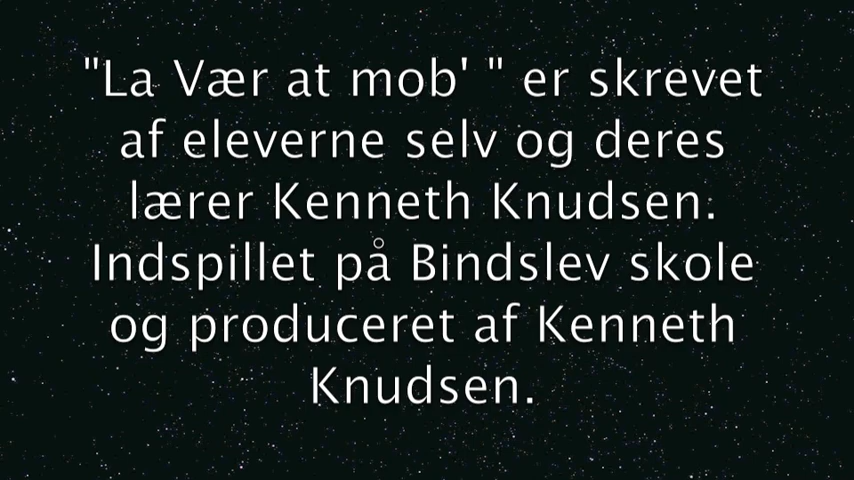 "La Vær at mob' " er skrevet
af eleverne selv og deres
lærer Kenneth Knudsen.
Indspillet på Bindslev skole
og produceret af Kenneth
Knudsen.